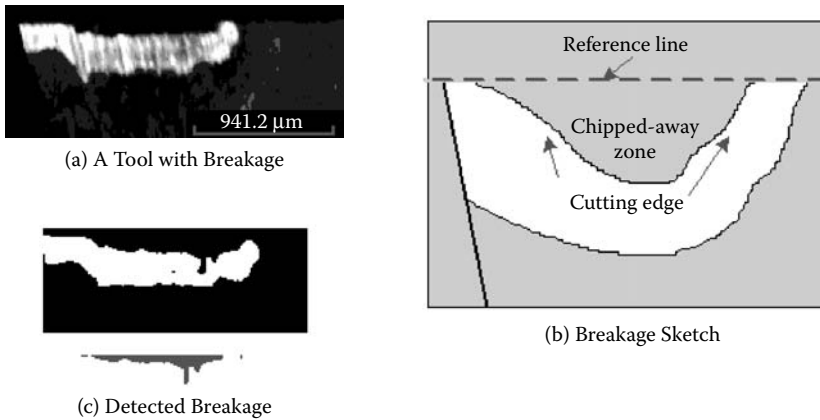 941.2 µm
(a) A Tool with Breakage
Reference line
Chipped-away
zone
Cutting edge
(b) Breakage Sketch
(c) Detected Breakage